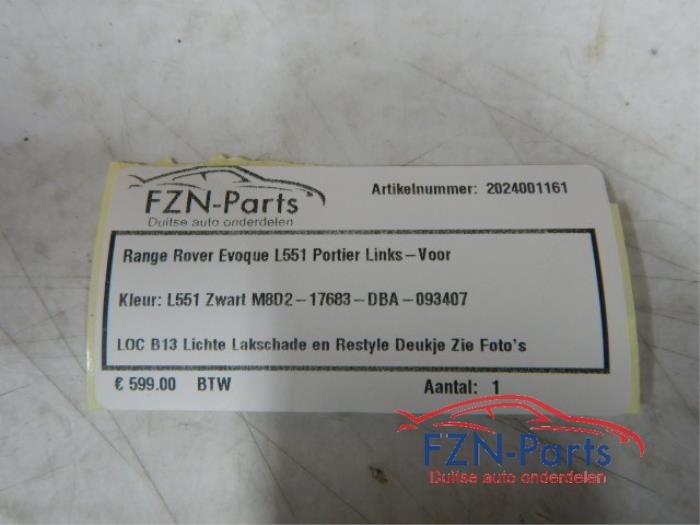 FZN-Parts
Duitse auto onderdelen
Artikelnummer: 2024001161
Range Rover Evoque L551 Portier Links-Voor
Kleur: L551 Zwart M8D2-17683-DBA-093407
LOC B13 Lichte Lakschade en Restyle Deukje Zie Foto's
€ 599.00 BTW
Aantal: 1
FZN-Parts
Duitse auto onderdelen